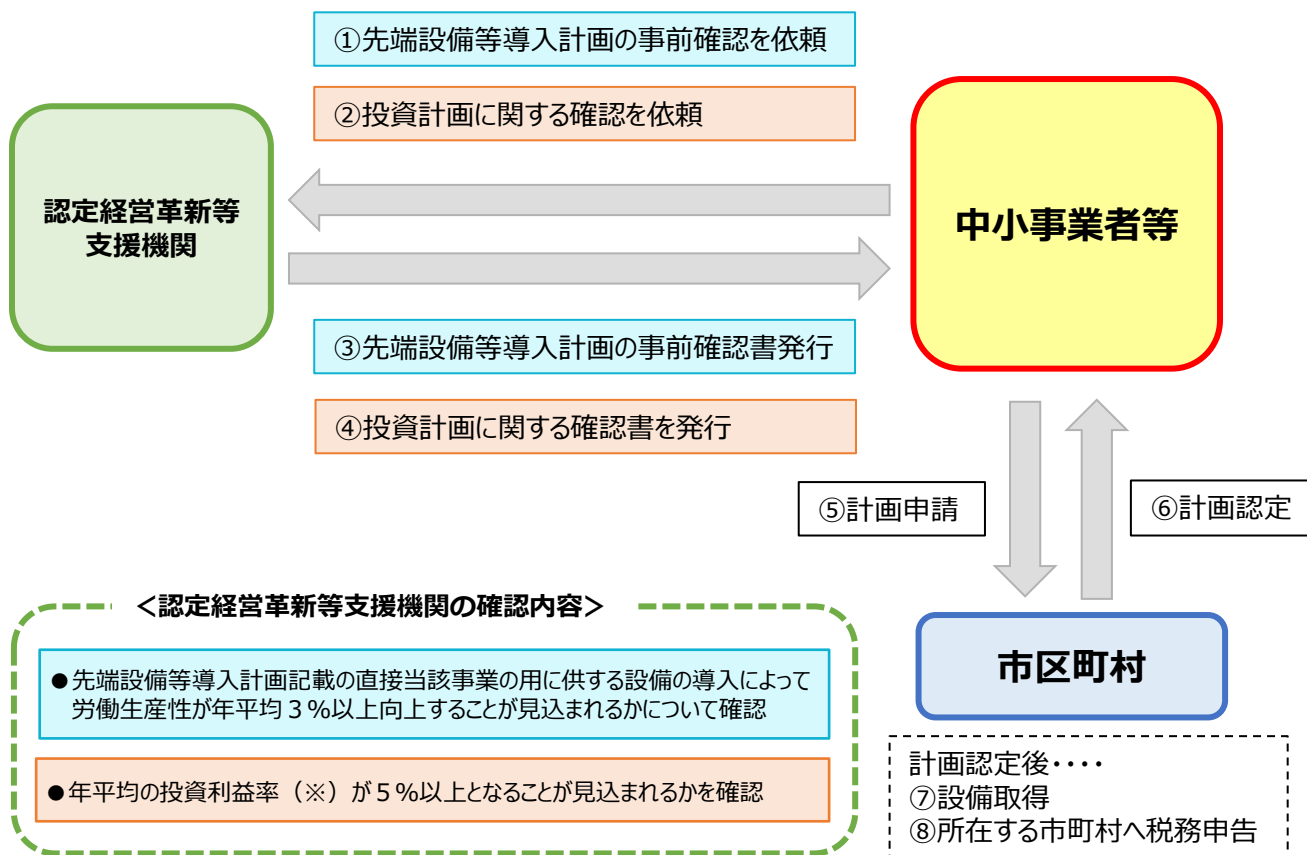 ①先端設備等導入計画の事前確認を依頼
②投資計画に関する確認を依頼
認定経営革新等
支援機関
中小事業者等
③先端設備等導入計画の事前確認書発行
④投資計画に関する確認書を発行
⑤計画申請
⑥計画認定
＜認定経営革新等支援機関の確認内容＞
●先端設備等導入計画記載の直接当該事業の用に供する設備の導入によって
労働生産性が年平均３％以上向上することが見込まれるかについて確認
●年平均の投資利益率（※）が５％以上となることが見込まれるかを確認
市区町村
計画認定後・・・・
⑦設備取得
⑧所在する市町村へ税務申告